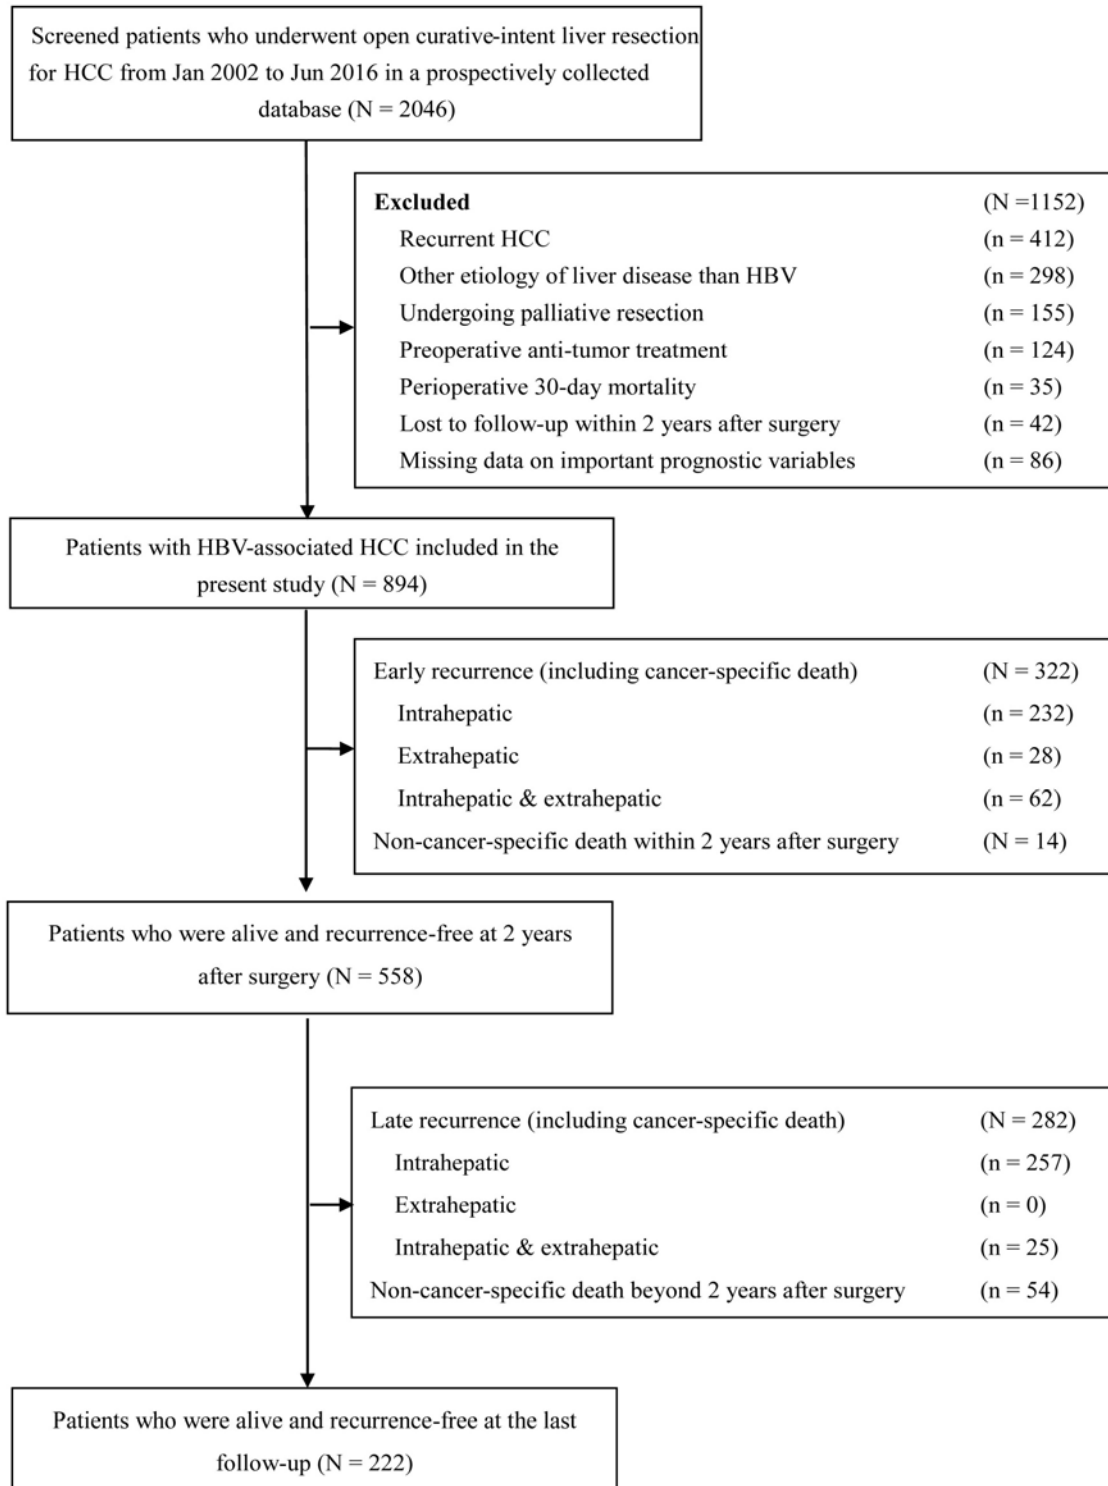 Screened patients who underwent open curative-intent liver resection
for HCC from Jan 2002 to Jun 2016 in a prospectively collected
database (N = 2046)
Excluded (N =1152)
Recurrent HCC (n = 412)
Other etiology of liver disease than HBV (n = 298)
Undergoing palliative resection (n = 155)
Preoperative anti-tumor treatment (n = 124)
Perioperative 30-day mortality (n = 35)
Lost to follow-up within 2 years after surgery (n = 42)
Missing data on important prognostic variables (n = 86)
Patients with HBV-associated HCC included in the
present study (N = 894)
Early recurrence (including cancer-specific death) (N = 322)
Intrahepatic (n = 232)
Extrahepatic (n = 28)
Intrahepatic & extrahepatic (n = 62)
Non-cancer-specific death within 2 years after surgery (N = 14)
Patients who were alive and recurrence-free at 2 years
after surgery (N = 558)
Late recurrence (including cancer-specific death) (N = 282)
Intrahepatic (n = 257)
Extrahepatic (n = 0)
Intrahepatic & extrahepatic (n = 25)
Non-cancer-specific death beyond 2 years after surgery (n = 54)
Patients who were alive and recurrence-free at the last
follow-up (N = 222)